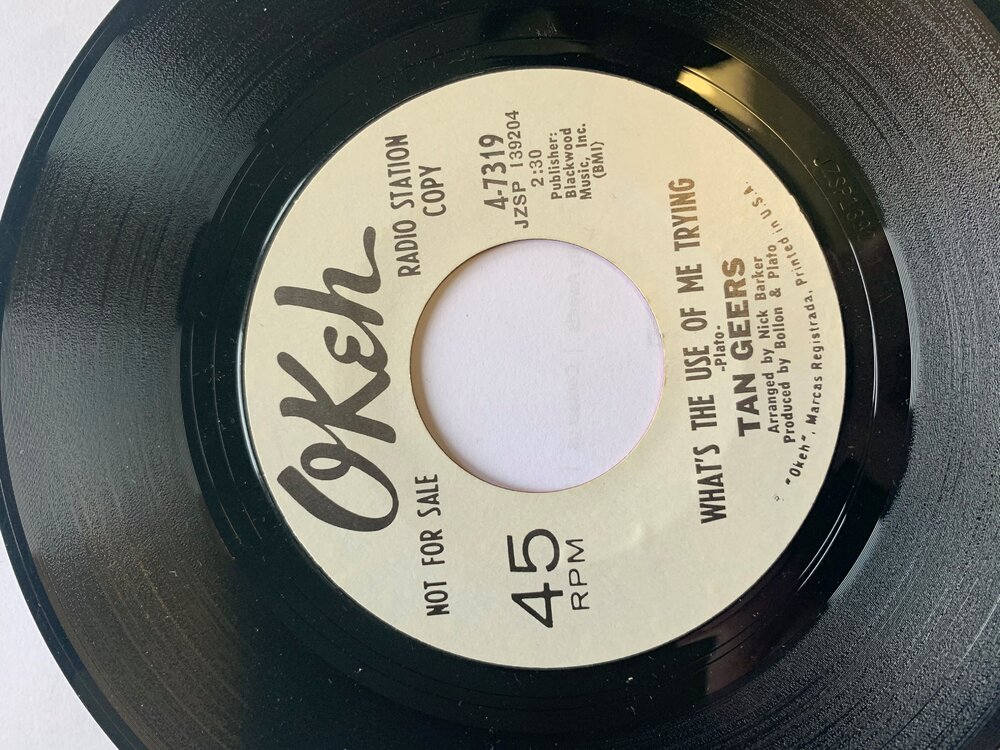 OKeh
NOT FOR SALE
RADIO STATION
COPY
45
RPM
4-7319
JZSP 139204
2:30
Publisher:
Blackwood
Music, Inc.
(BMI)
WHAT'S THE USE OF ME TRYING
-Plato-
TAN GEERS
Arranged by Nick Barker
Produced by Bollon & Plato
"Okeh", Marcas Registrada, Printed in U.S.A.